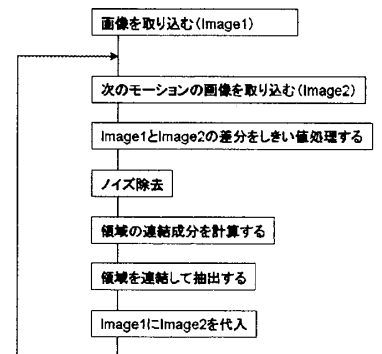 画像を取り込む(Image1)
次のモーションの画像を取り込む(Image2)
Image1とImage2の差分をしきい値処理する
ノイズ除去
領域の連結成分を計算する
領域を連結して抽出する
Image1にImage2を代入